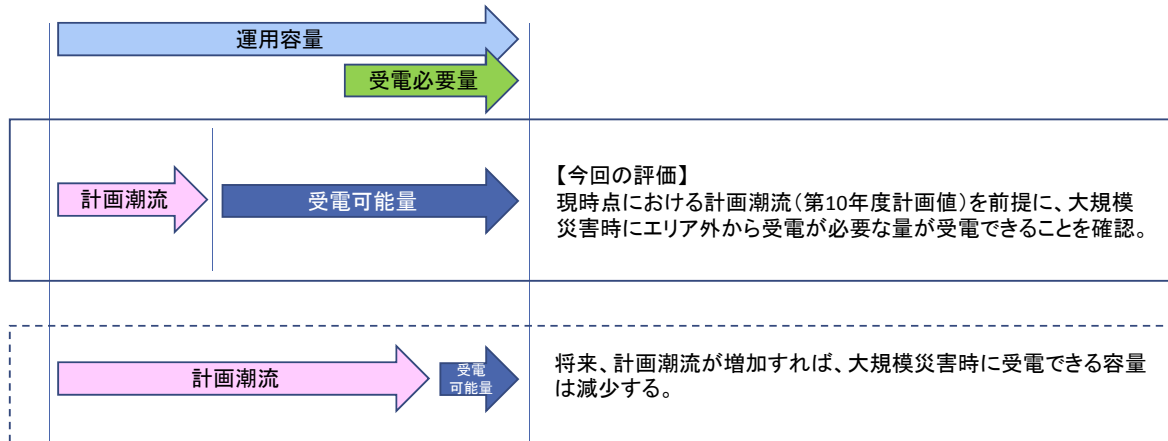 運用容量
受電必要量
計画潮流
受電可能量
【今回の評価】
現時点における計画潮流(第10年度計画値)を前提に、大規模
災害時にエリア外から受電が必要な量が受電できることを確認。
計画潮流
受電
可能量
将来、計画潮流が増加すれば、大規模災害時に受電できる容量
は減少する。